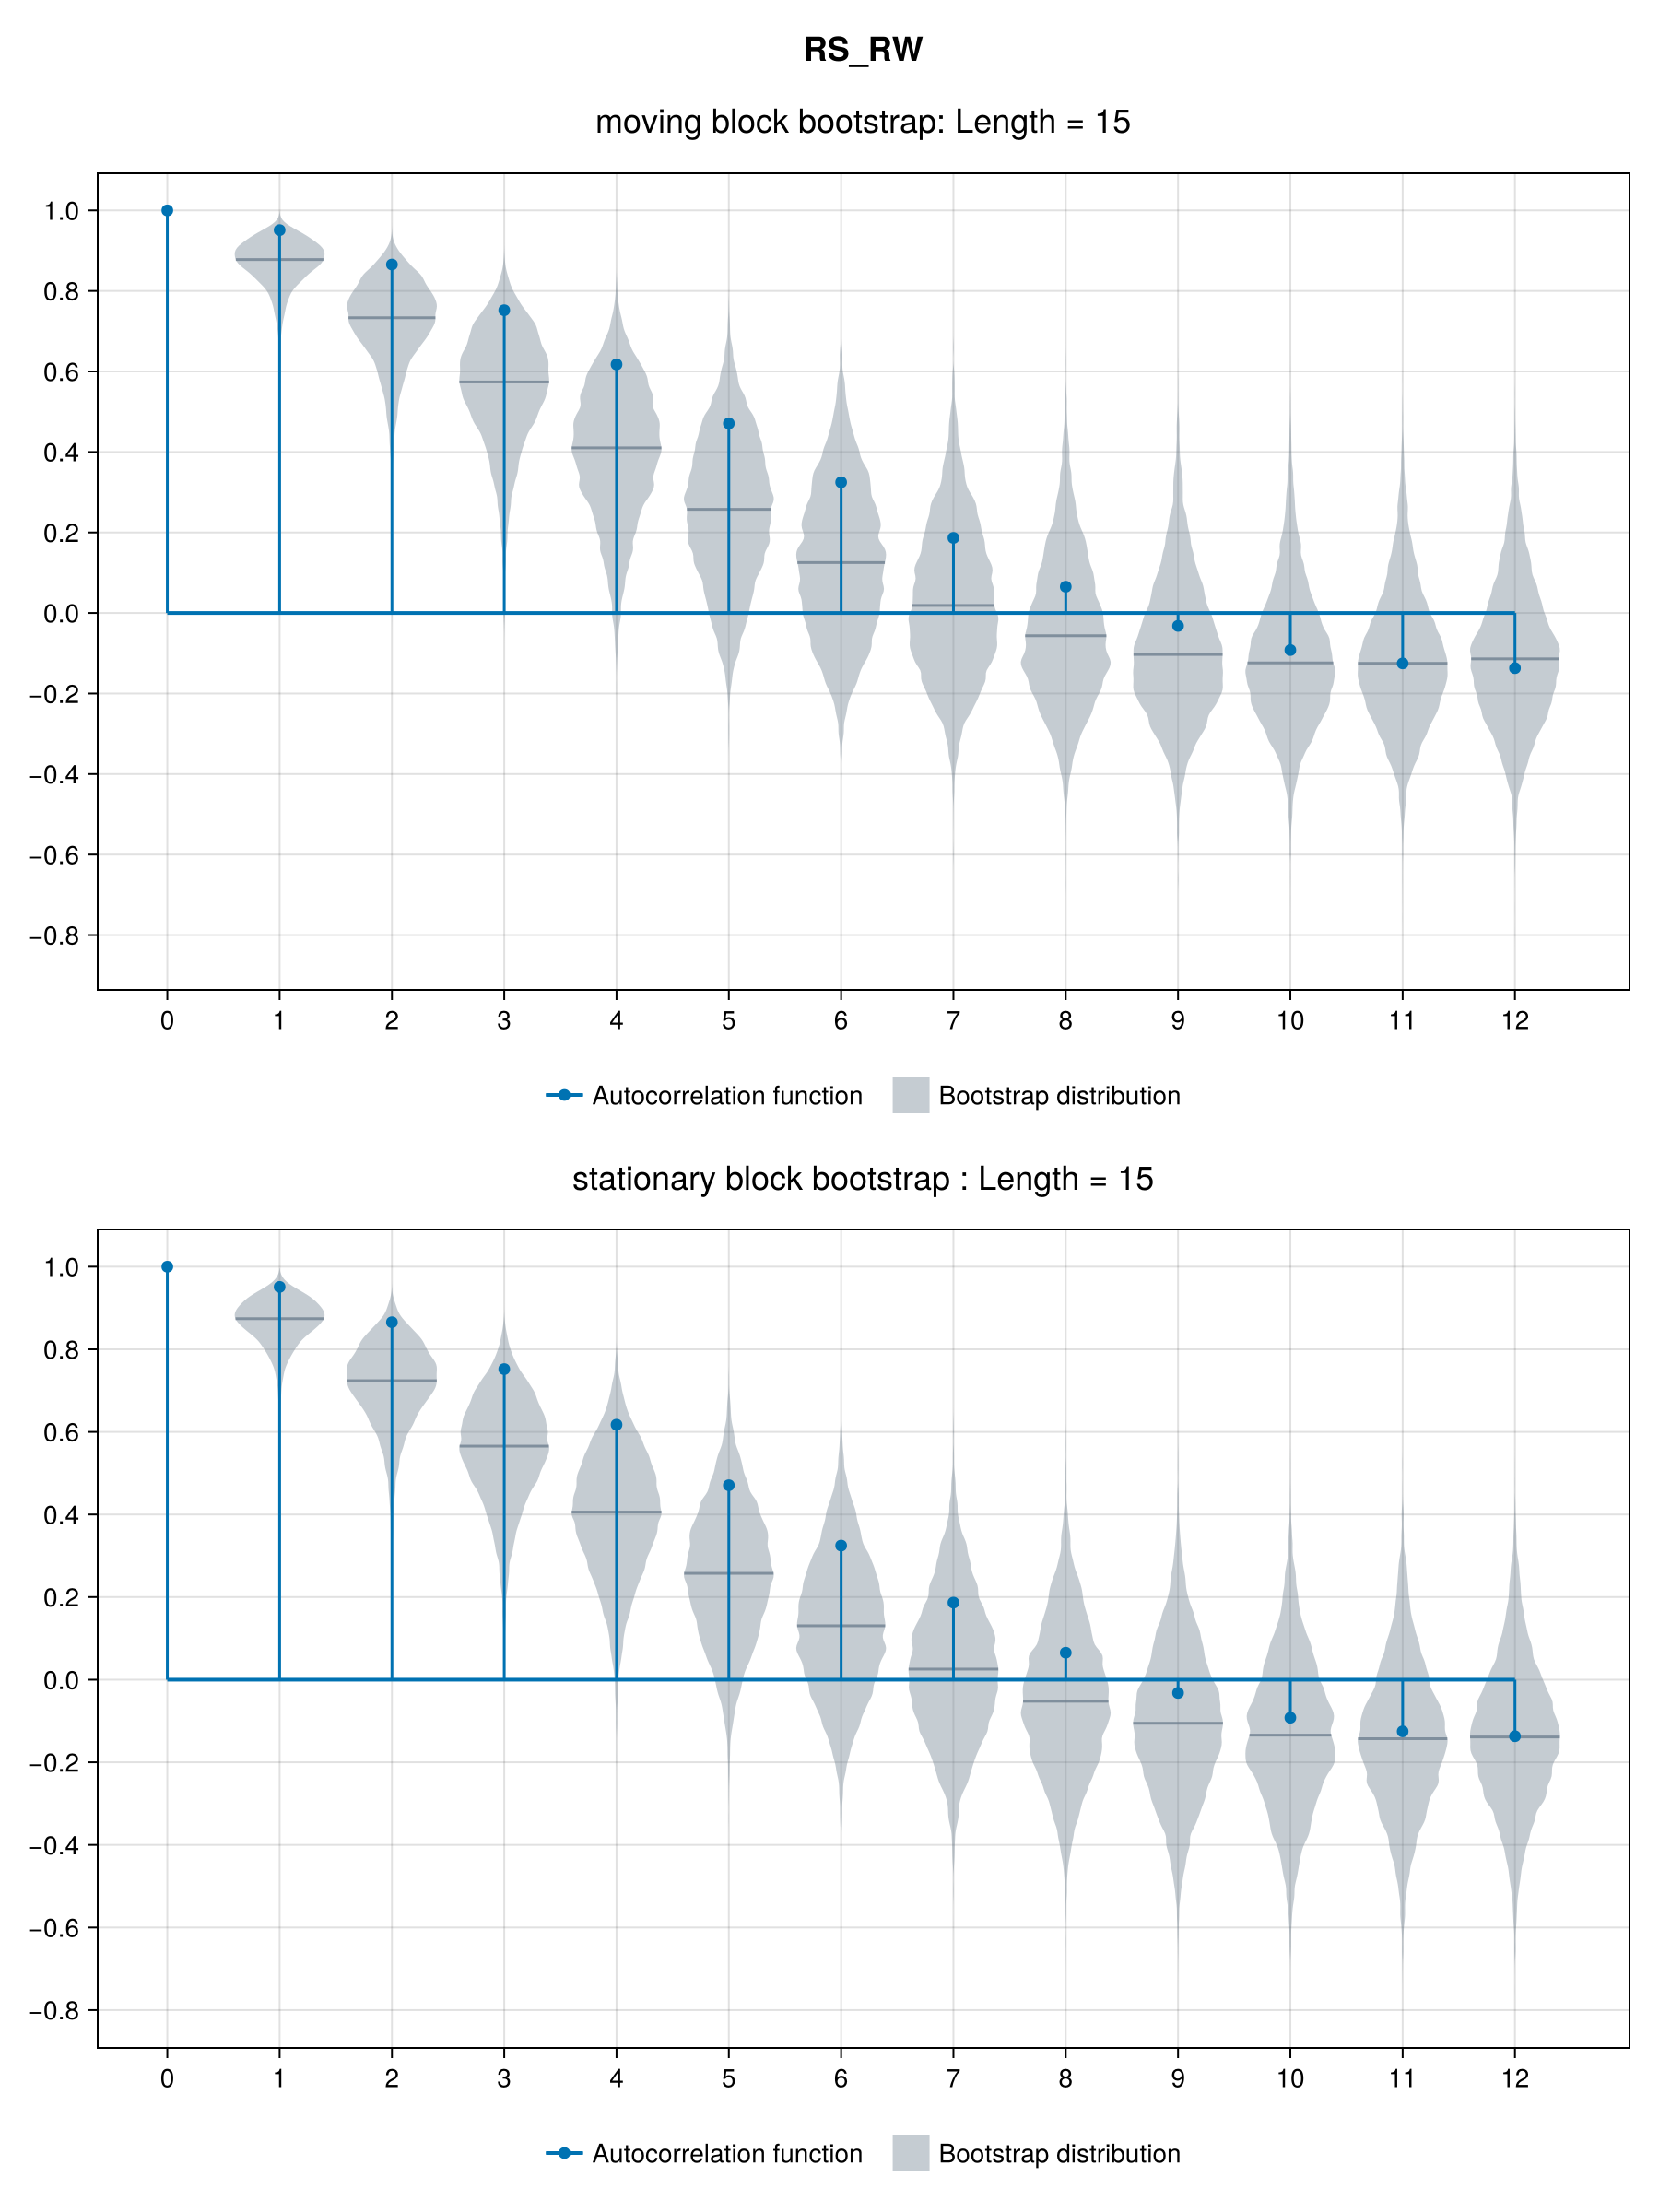 RS_RW
moving block bootstrap: Length = 15
1.0
0.8
0.6
0.4
0.2
0.0
−0.2
−0.4
−0.6
−0.8
0 1 2 3 4 5 6 7 8 9 10 11 12
Autocorrelation function Bootstrap distribution
stationary block bootstrap : Length = 15
1.0
0.8
0.6
0.4
0.2
0.0
−0.2
−0.4
−0.6
−0.8
0 1 2 3 4 5 6 7 8 9 10 11 12
Autocorrelation function Bootstrap distribution